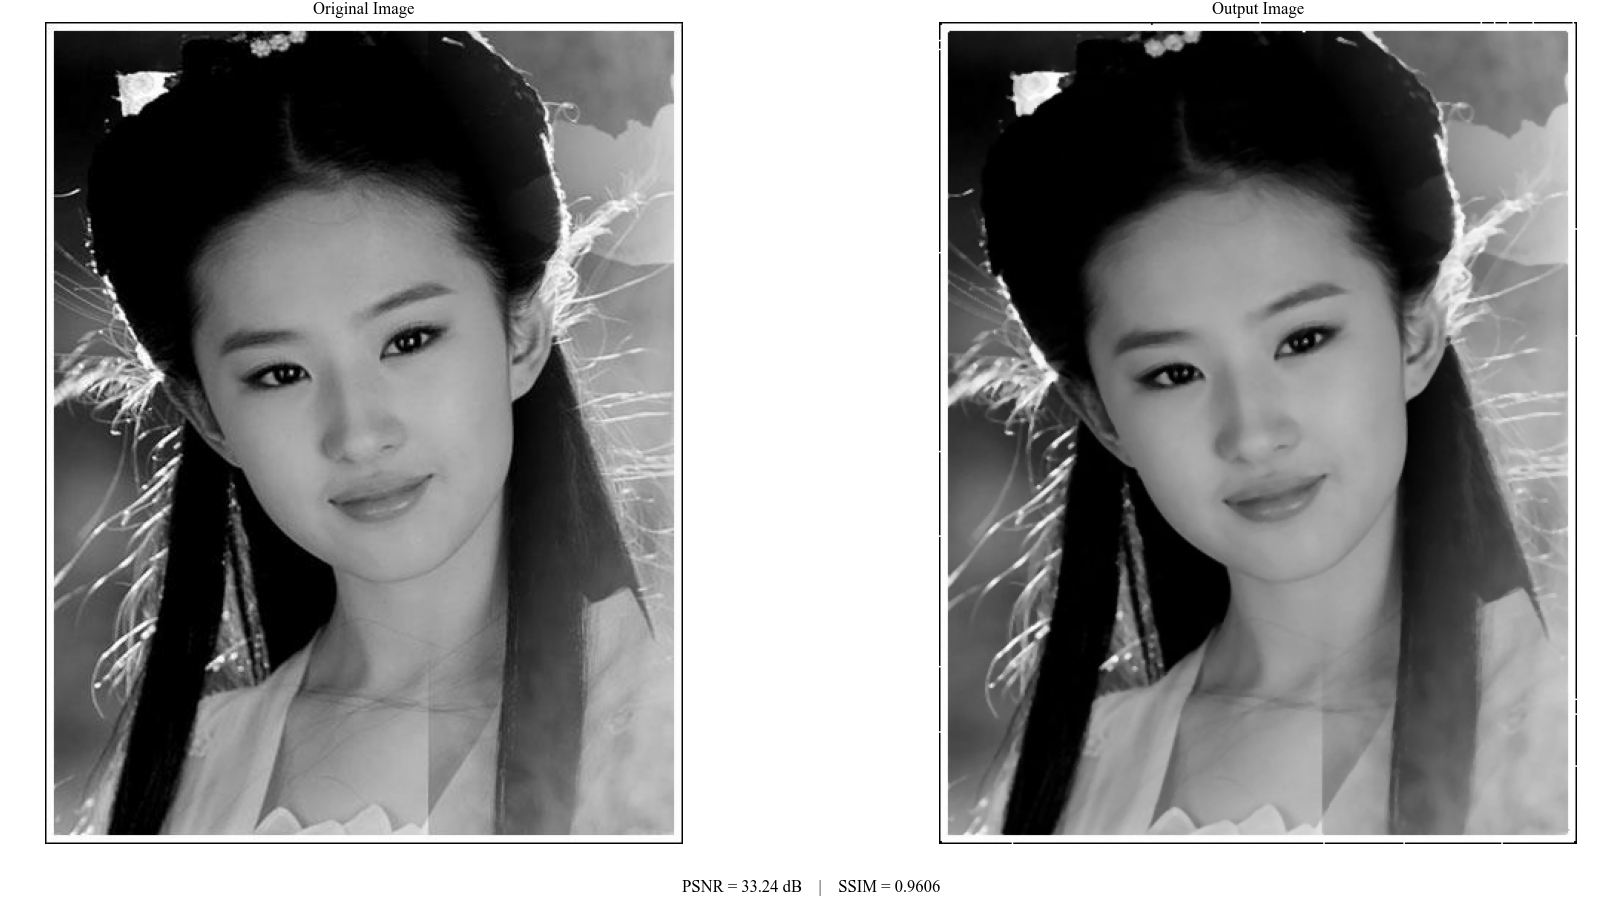 Original Image
Output Image
PSNR = 33.24 dB | SSIM = 0.9606